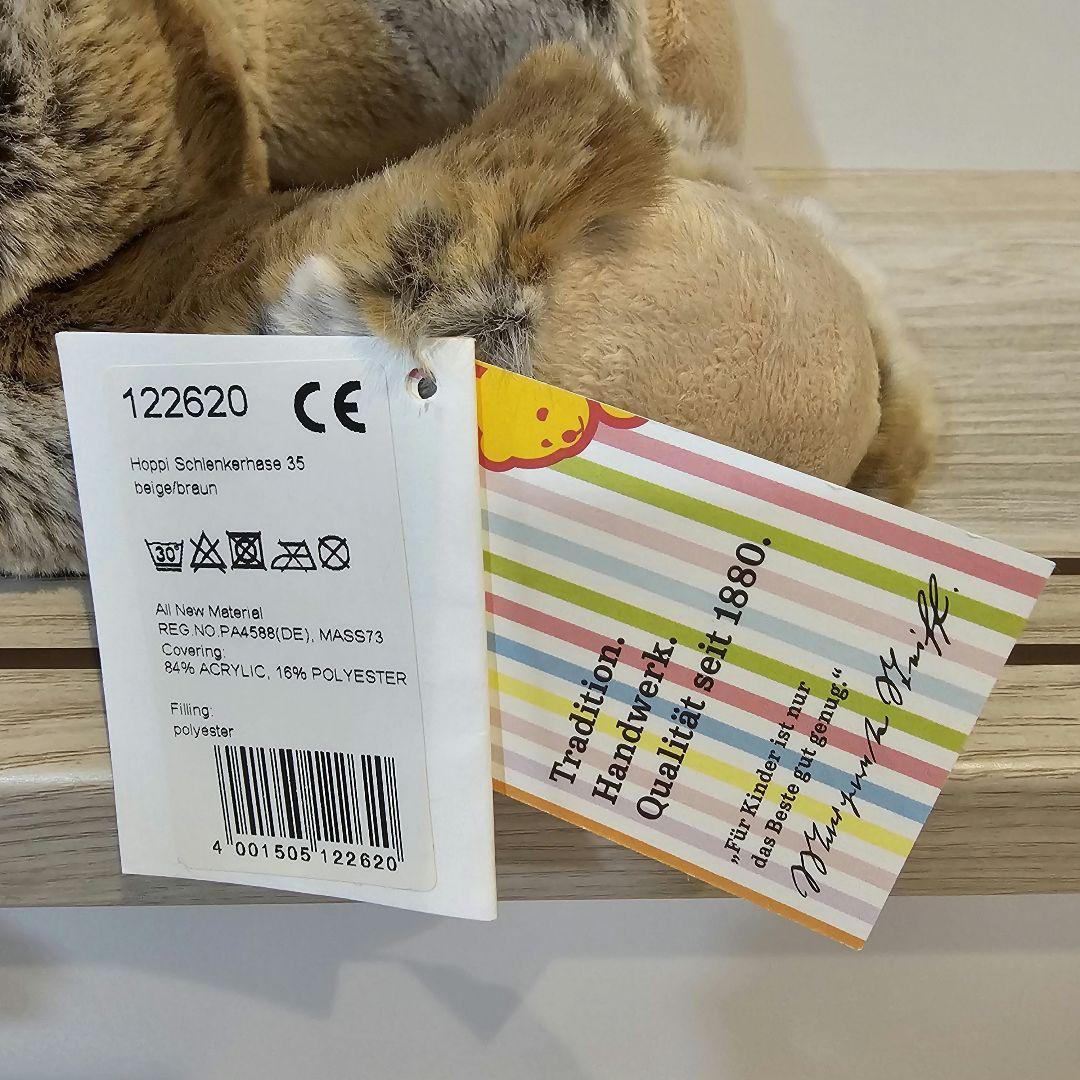 122620 CE
Hoppi Schlenkerhase 35
beige/braun
30°
All New Material
REG.NO.PA4588(DE), MASS73
Covering:
84% ACRYLIC, 16% POLYESTER
Filling:
polyester
4 001505 122620
Tradition.
Handwerk.
Qualität seit 1880.
„Für Kinder ist nur
das Beste gut genug.“
Margarete Steiff.